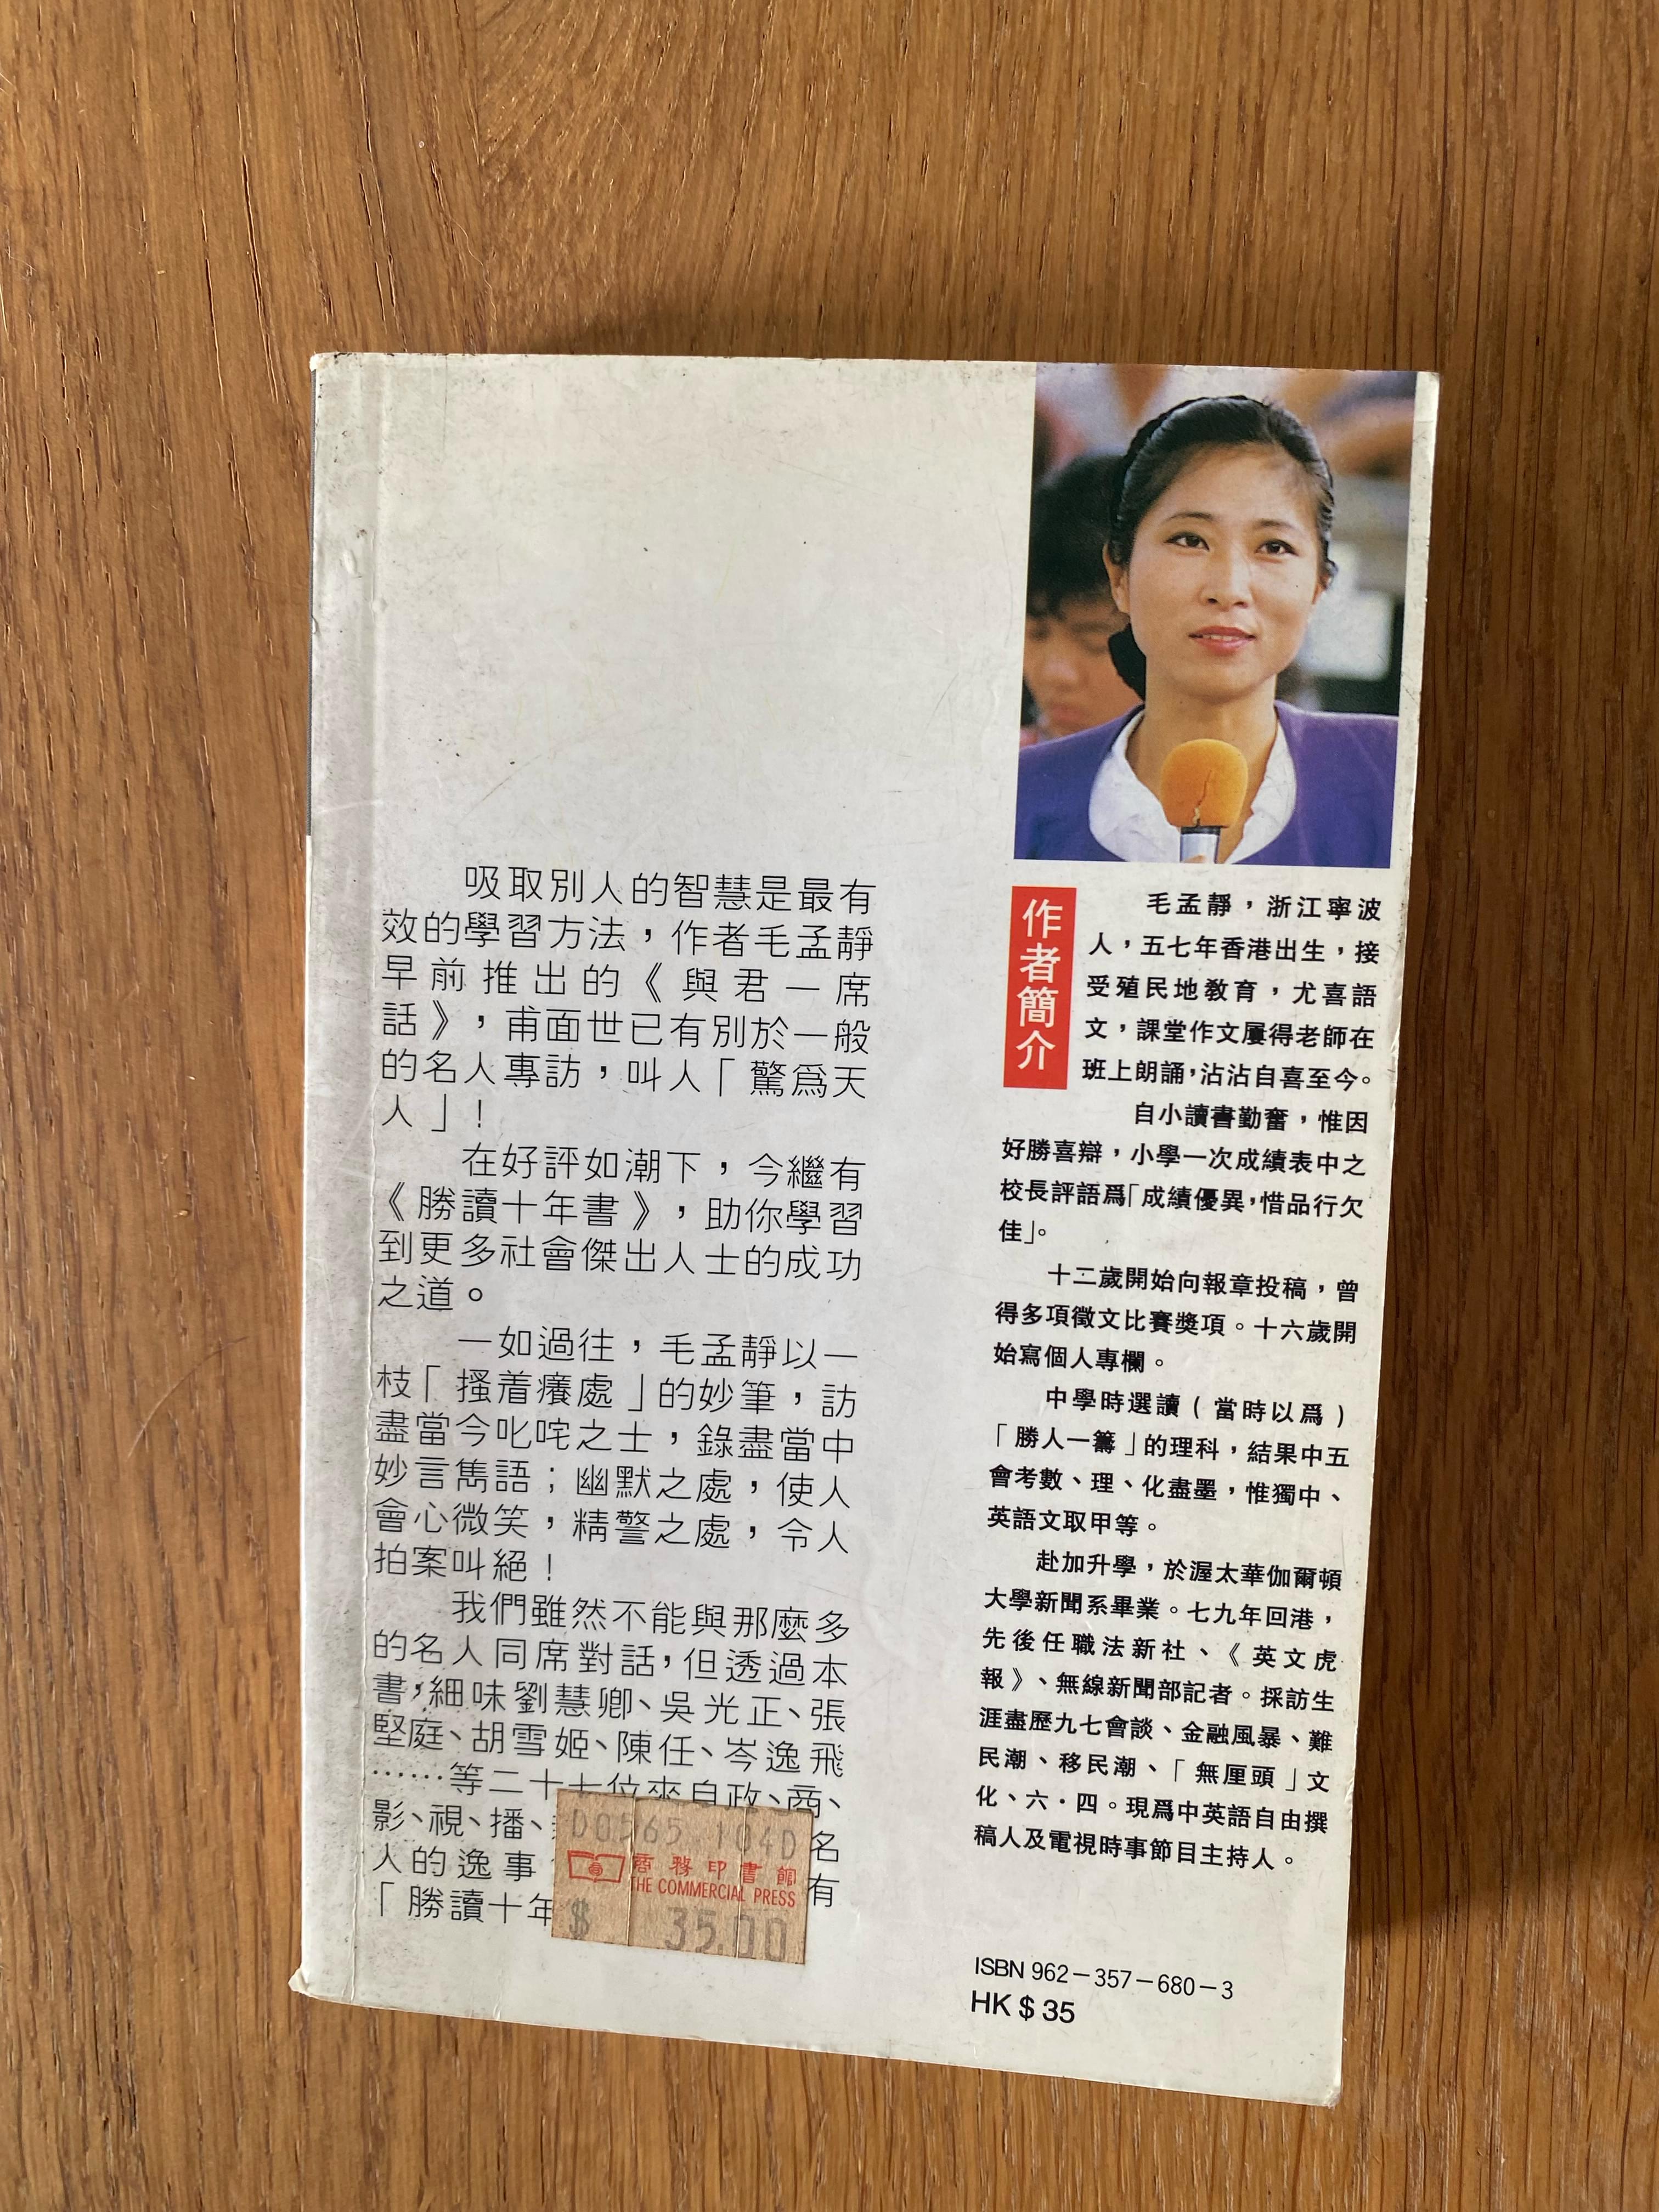 吸取別人的智慧是最有
效的學習方法，作者毛孟靜
早前推出的《與君一席
話》，甫面世已有別於一般
的名人專訪，叫人「驚爲天
人」！
在好評如潮下，今繼有
《勝讀十年書》，助你學習
到更多社會傑出人士的成功
之道。
一如過往，毛孟靜以一
枝「搔着癢處」的妙筆，訪
盡當今叱咤之士，錄盡當中
妙言雋語；幽默之處，使人
會心微笑，精警之處，令人
拍案叫絕！
我們雖然不能與那麼多
的名人同席對話，但透過本
書，細味劉慧卿、吳光正、張
堅庭、胡雪姬、陳任、岑逸飛
……等二十七位來自政、商、
影、視、播、名
人的逸事有
「勝讀十年
D0565 104D
商務印書館
THE COMMERCIAL PRESS
$ 35.00
作者簡介
毛孟靜，浙江寧波
人，五七年香港出生，接
受殖民地教育，尤喜語
文，課堂作文屢得老師在
班上朗誦，沾沾自喜至今。
自小讀書勤奮，惟因
好勝喜辯，小學一次成績表中之
校長評語爲「成績優異，惜品行欠
佳」。
十二歲開始向報章投稿，曾
得多項徵文比賽獎項。十六歲開
始寫個人專欄。
中學時選讀（當時以爲）
「勝人一籌」的理科，結果中五
會考數、理、化盡墨，惟獨中、
英語文取甲等。
赴加升學，於渥太華伽爾頓
大學新聞系畢業。七九年回港，
先後任職法新社、《英文虎
報》、無線新聞部記者。採訪生
涯盡歷九七會談、金融風暴、難
民潮、移民潮、「無厘頭」文
化、六·四。現爲中英語自由撰
稿人及電視時事節目主持人。
ISBN 962－357－680－3
HK $ 35